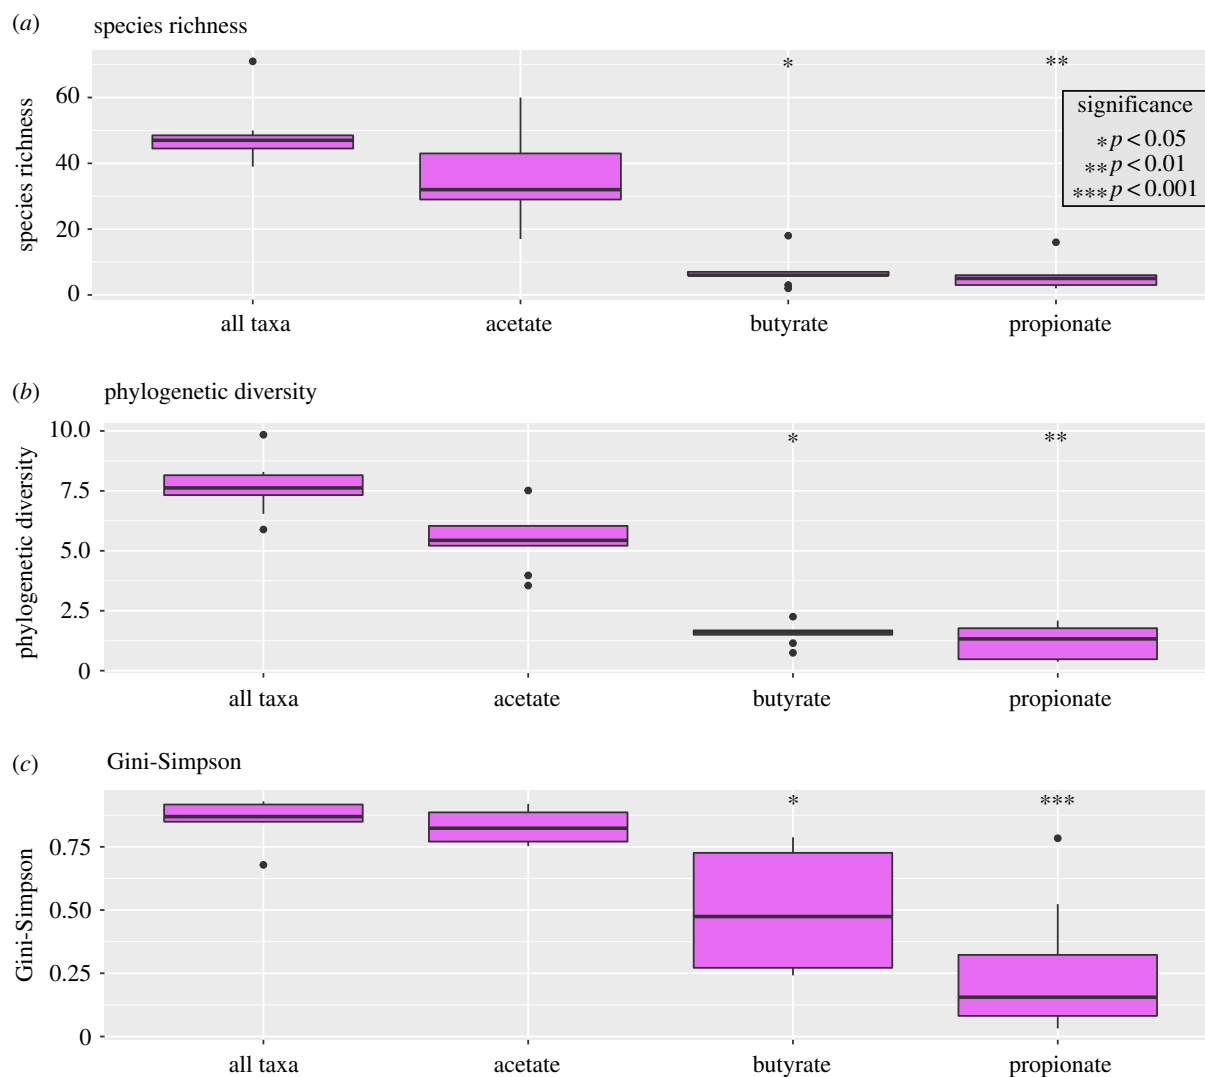 (a) species richness
species richness
60
40
20
0
* **
significance
* p < 0.05
** p < 0.01
*** p < 0.001
all taxa acetate butyrate propionate
(b) phylogenetic diversity
phylogenetic diversity
10.0
7.5
5.0
2.5
0
* **
all taxa acetate butyrate propionate
(c) Gini-Simpson
Gini-Simpson
0.75
0.50
0.25
0
* ***
all taxa acetate butyrate propionate